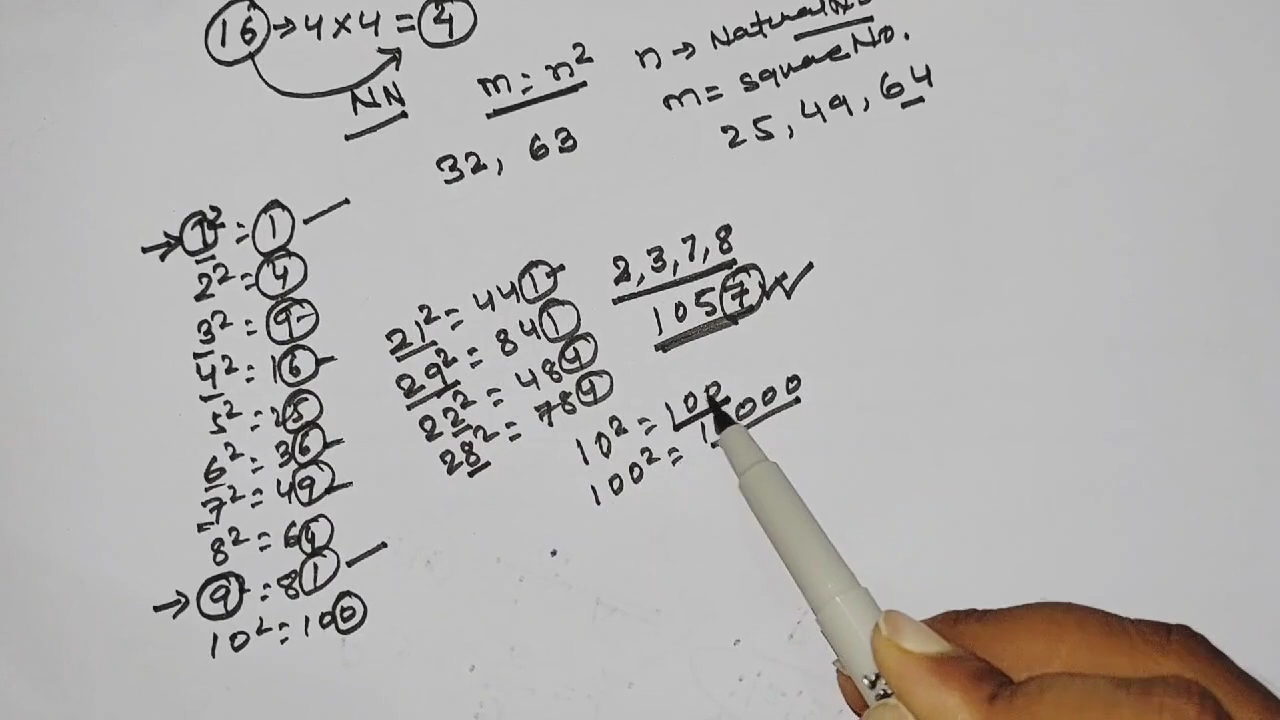 16 → 4 × 4 = 4
NN
m = n²
n → Natural No
m = square No.
32, 63
25, 49, 64
→ 1² = 1
2² = 4
3² = 9
4² = 16
5² = 25
6² = 36
7² = 49
8² = 64
→ 9² = 81
10² = 100
21² = 441
29² = 841
22² = 484
28² = 784
2, 3, 7, 8
1057
10² = 100
100² = 10000